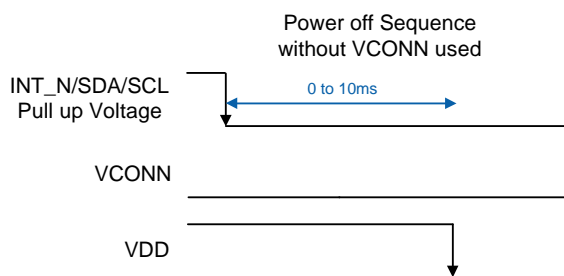 Power off Sequence
without VCONN used
INT_N/SDA/SCL
Pull up Voltage
0 to 10ms
VCONN
VDD